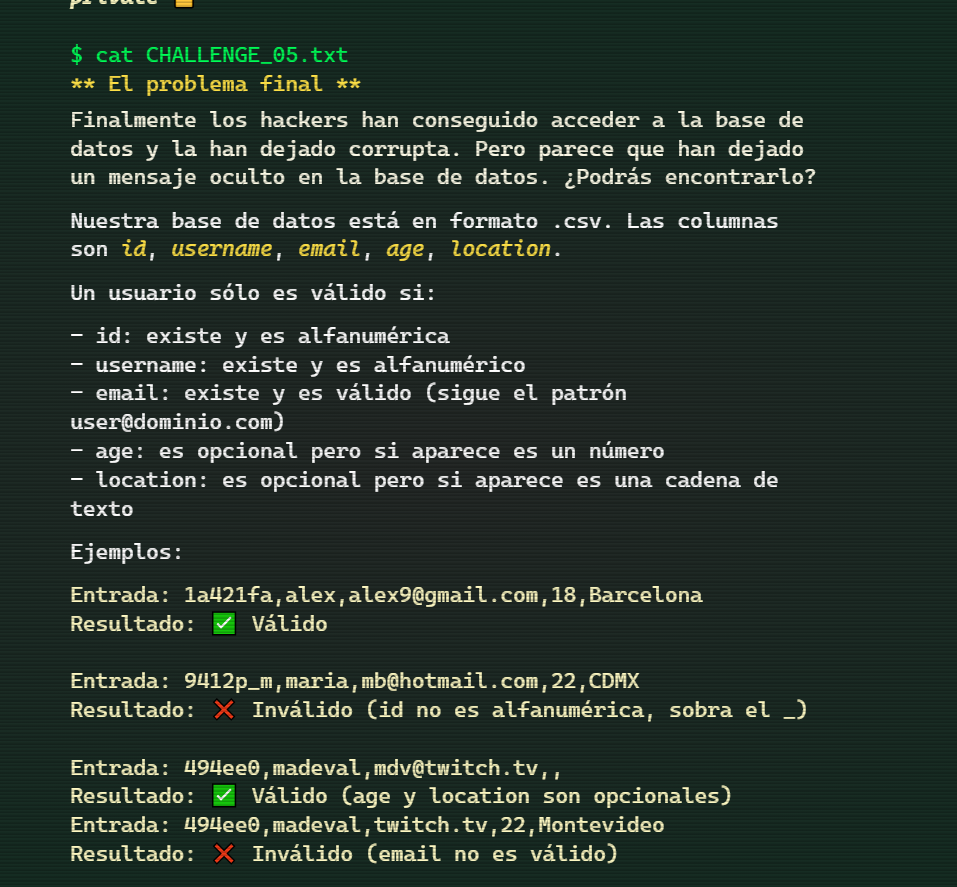 private
$ cat CHALLENGE_05.txt
** El problema final **
Finalmente los hackers han conseguido acceder a la base de
datos y la han dejado corrupta. Pero parece que han dejado
un mensaje oculto en la base de datos. ¿Podrás encontrarlo?
Nuestra base de datos está en formato .csv. Las columnas
son id, username, email, age, location.
Un usuario sólo es válido si:
- id: existe y es alfanumérica
- username: existe y es alfanumérico
- email: existe y es válido (sigue el patrón
user@dominio.com)
- age: es opcional pero si aparece es un número
- location: es opcional pero si aparece es una cadena de
texto
Ejemplos:
Entrada: 1a421fa,alex,alex9@gmail.com,18,Barcelona
Resultado: ✅ Válido
Entrada: 9412p_m,maria,mb@hotmail.com,22,CDMX
Resultado: ❌ Inválido (id no es alfanumérica, sobra el _)
Entrada: 494ee0,madeval,mdv@twitch.tv,,
Resultado: ✅ Válido (age y location son opcionales)
Entrada: 494ee0,madeval,twitch.tv,22,Montevideo
Resultado: ❌ Inválido (email no es válido)